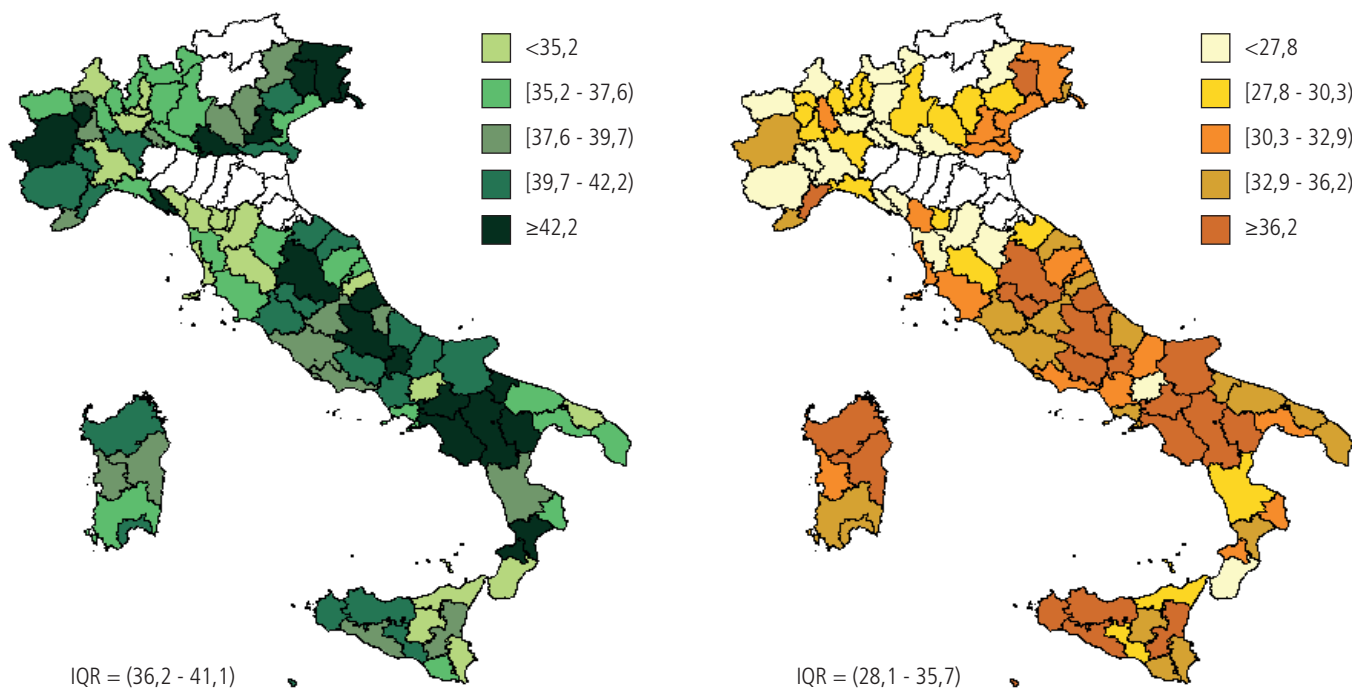 <35,2
[35,2 - 37,6)
[37,6 - 39,7)
[39,7 - 42,2)
≥42,2
IQR = (36,2 - 41,1)
<27,8
[27,8 - 30,3)
[30,3 - 32,9)
[32,9 - 36,2)
≥36,2
IQR = (28,1 - 35,7)